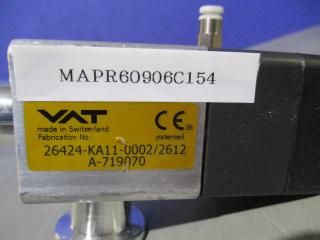 MAPR60906C154
VAT
made in Switzerland
Fabrication No.:
CE 06
patented
26424-KA11-0002/2612
A-719070